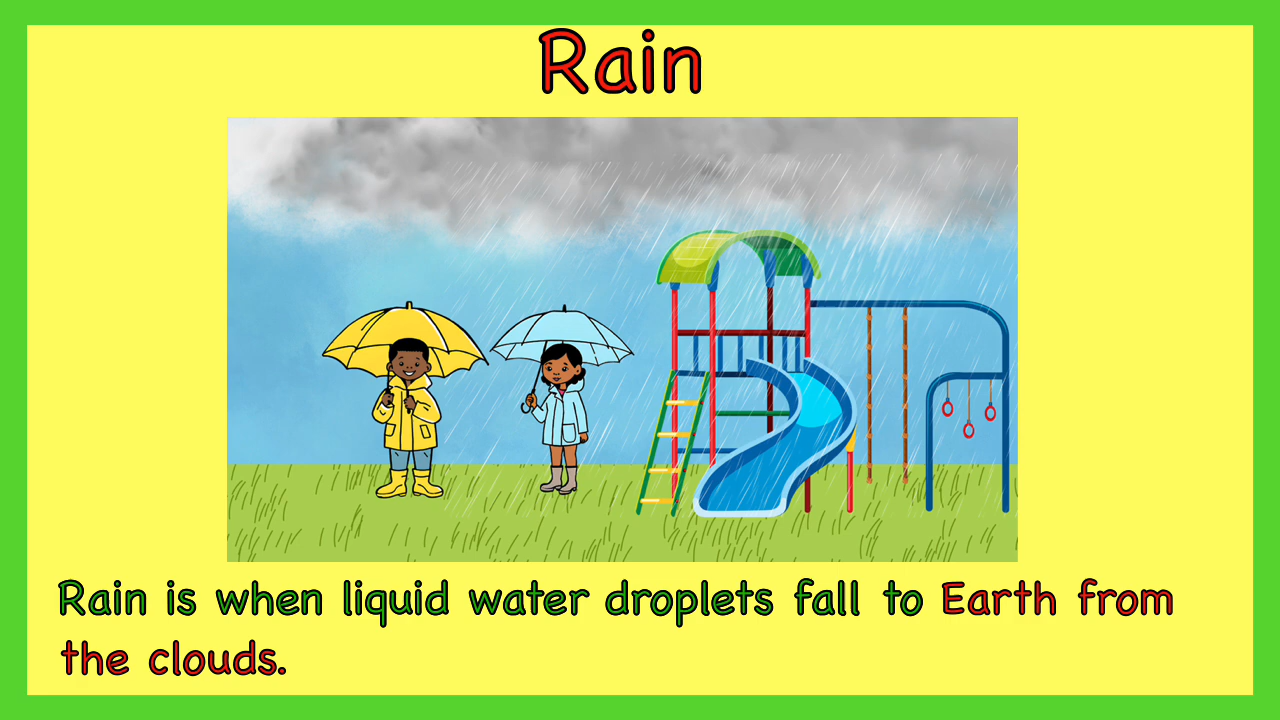 Rain
Rain is when liquid water droplets fall to Earth from
the clouds.